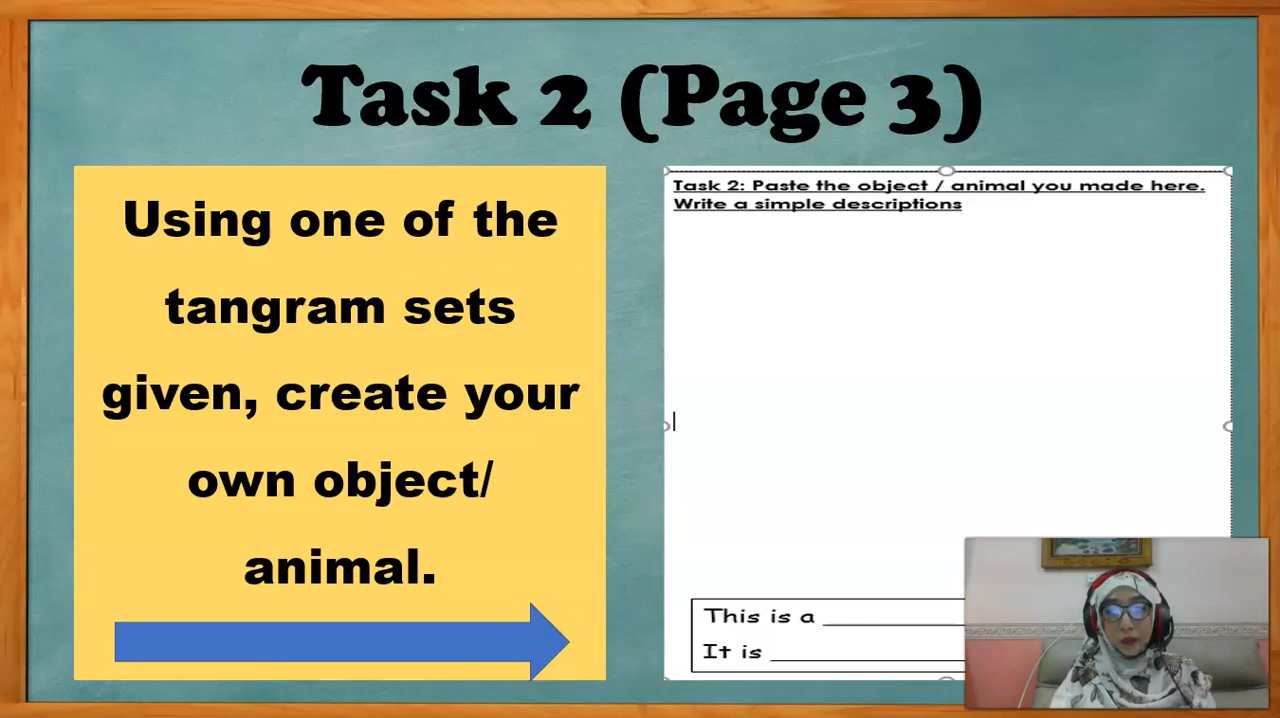 Task 2 (Page 3)
Using one of the
tangram sets
given, create your
own object/
animal.
Task 2: Paste the object / animal you made here.
Write a simple descriptions
This is a
It is